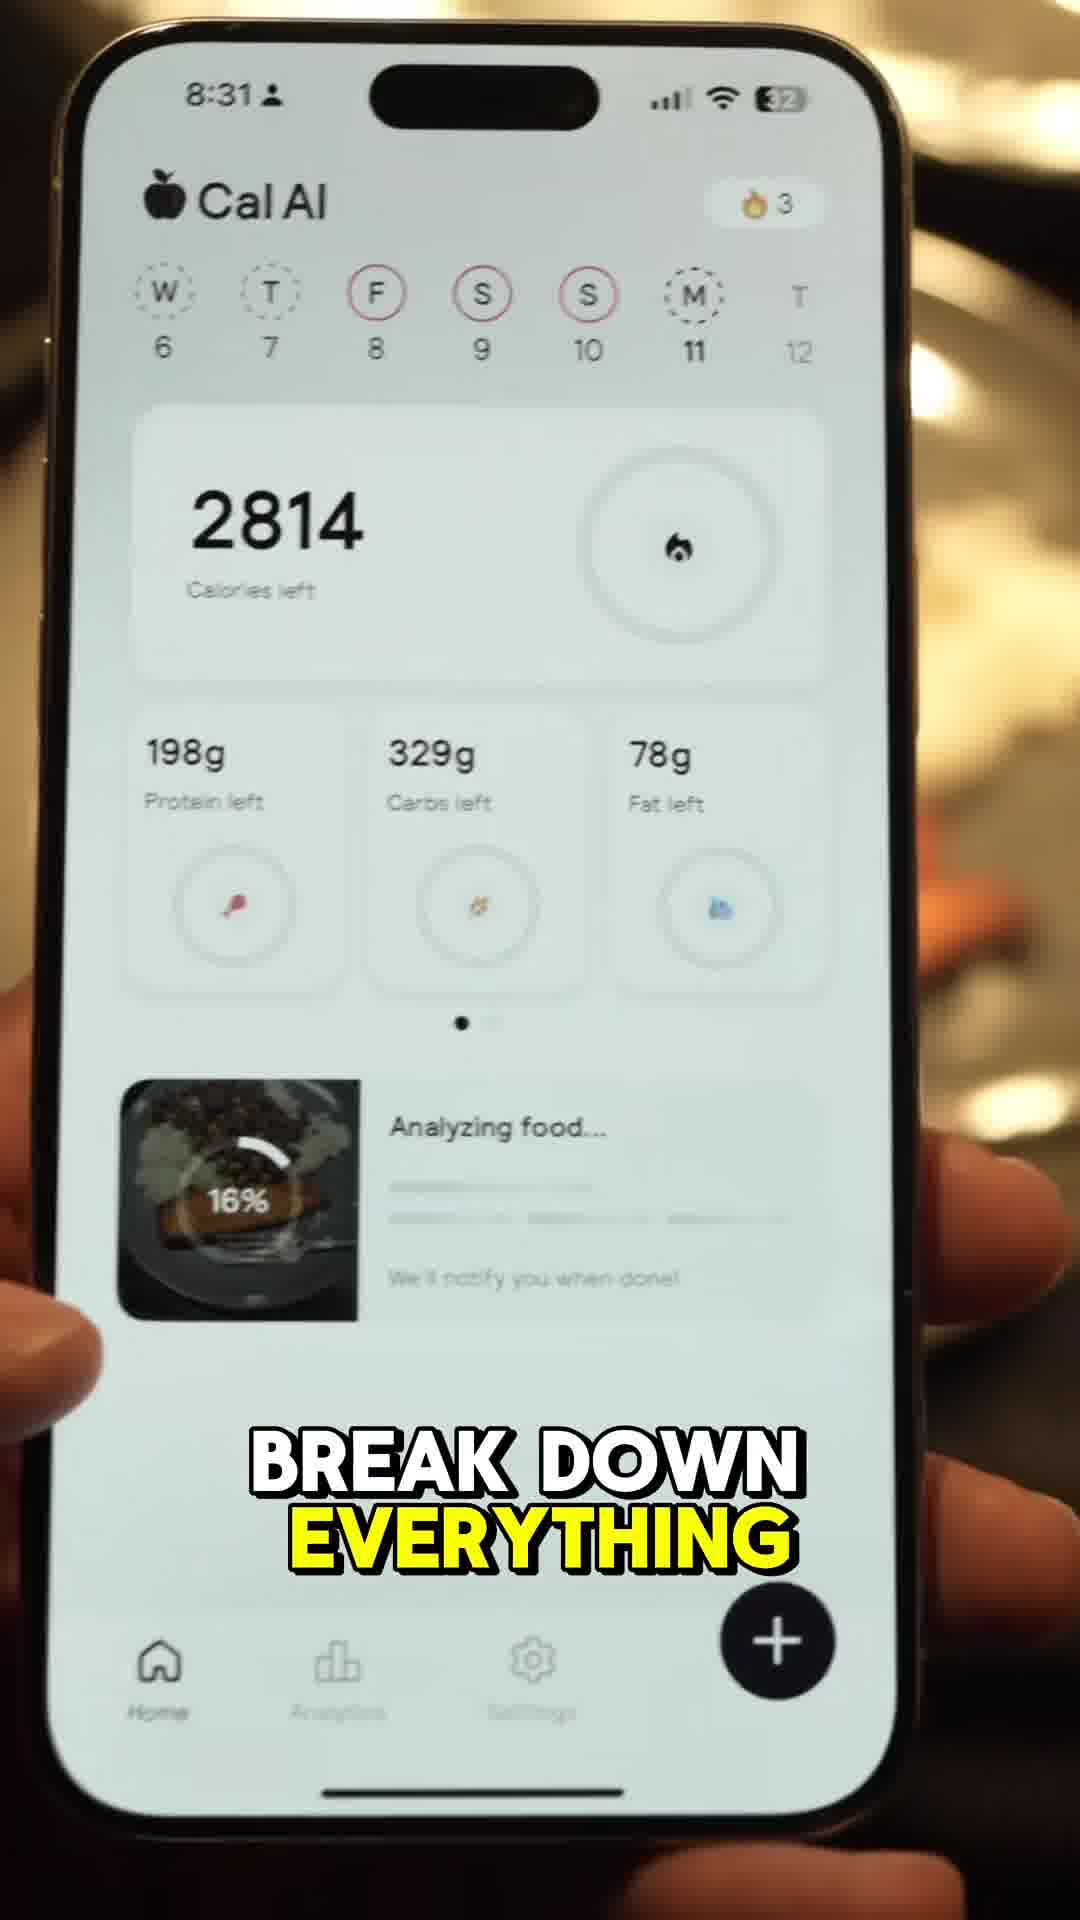 8:31 32
Cal AI 3
W T F S S M T
6 7 8 9 10 11 12
2814
Calories left
198g 329g 78g
Protein left Carbs left Fat left
16%
Analyzing food...
We'll notify you when done!
BREAK DOWN
EVERYTHING
Home Analytics Settings